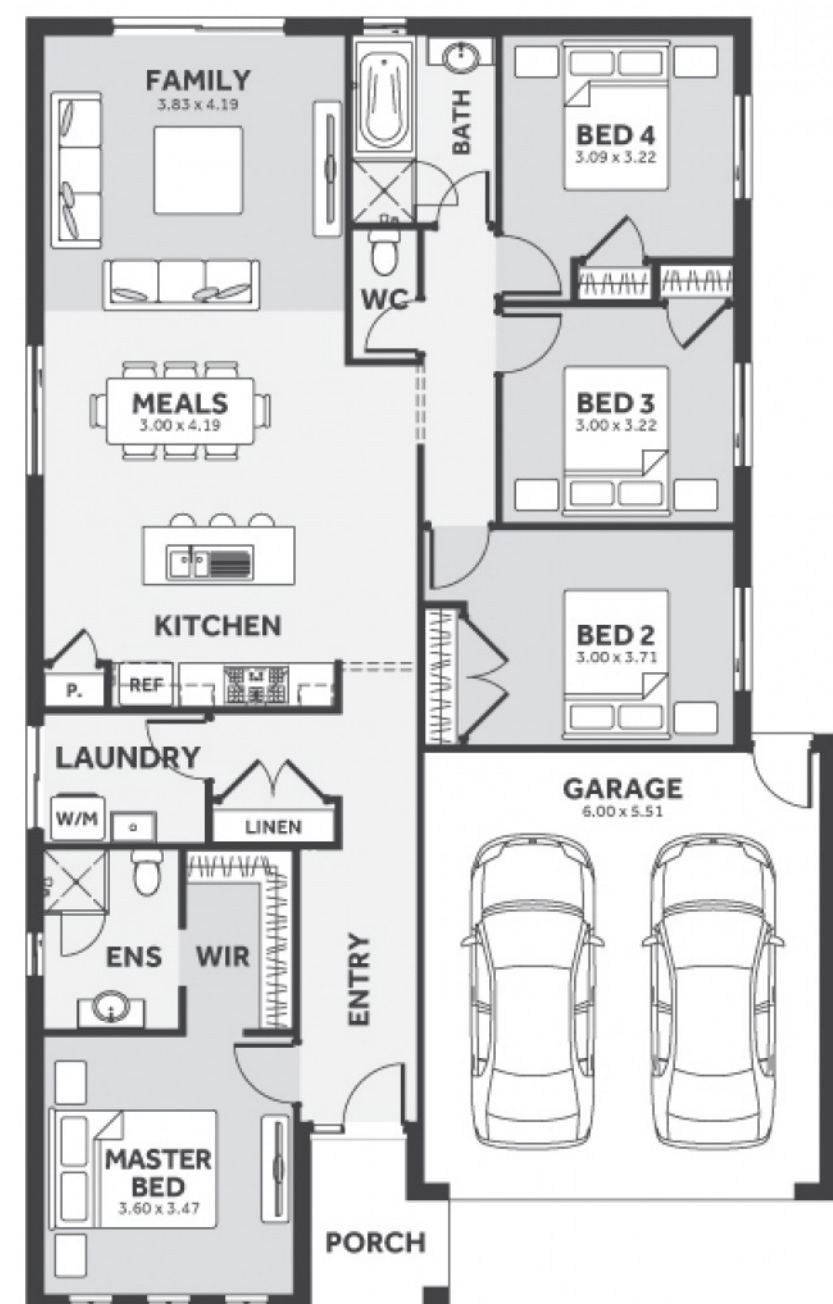 FAMILY
3.83 x 4.19
BATH
BED 4
3.09 x 3.22
WC
MEALS
3.00 x 4.19
BED 3
3.00 x 3.22
KITCHEN
BED 2
3.00 x 3.71
P.
REF
LAUNDRY
W/M
LINEN
GARAGE
6.00 x 5.51
ENS
WIR
ENTRY
MASTER
BED
3.60 x 3.47
PORCH